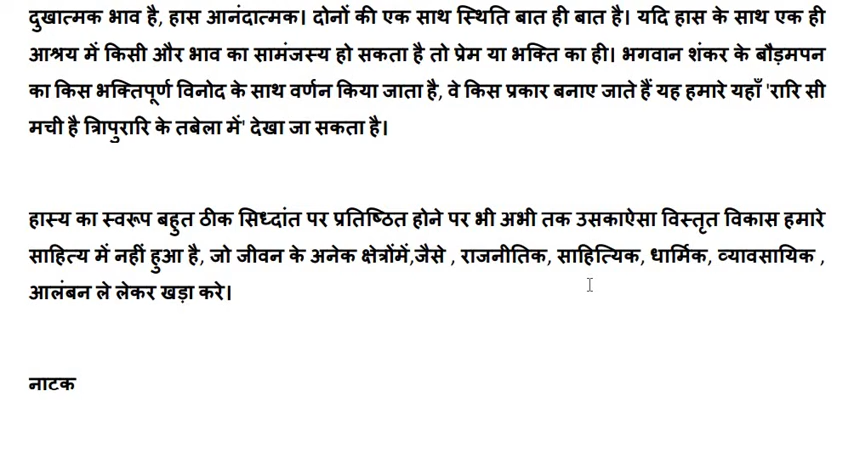 दुखात्मक भाव है, हास आनंदात्मक। दोनों की एक साथ स्थिति बात ही बात है। यदि हास के साथ एक ही
आश्रय में किसी और भाव का सामंजस्य हो सकता है तो प्रेम या भक्ति का ही। भगवान शंकर के बौड़मपन
का किस भक्तिपूर्ण विनोद के साथ वर्णन किया जाता है, वे किस प्रकार बनाए जाते हैं यह हमारे यहाँ 'रारि सी
मची है त्रिापुरारि के तबेला में' देखा जा सकता है।
हास्य का स्वरूप बहुत ठीक सिध्दांत पर प्रतिष्ठित होने पर भी अभी तक उसकाऐसा विस्तृत विकास हमारे
साहित्य में नहीं हुआ है, जो जीवन के अनेक क्षेत्रोंमें,जैसे , राजनीतिक, साहित्यिक, धार्मिक, व्यावसायिक ,
आलंबन ले लेकर खड़ा करे।
नाटक